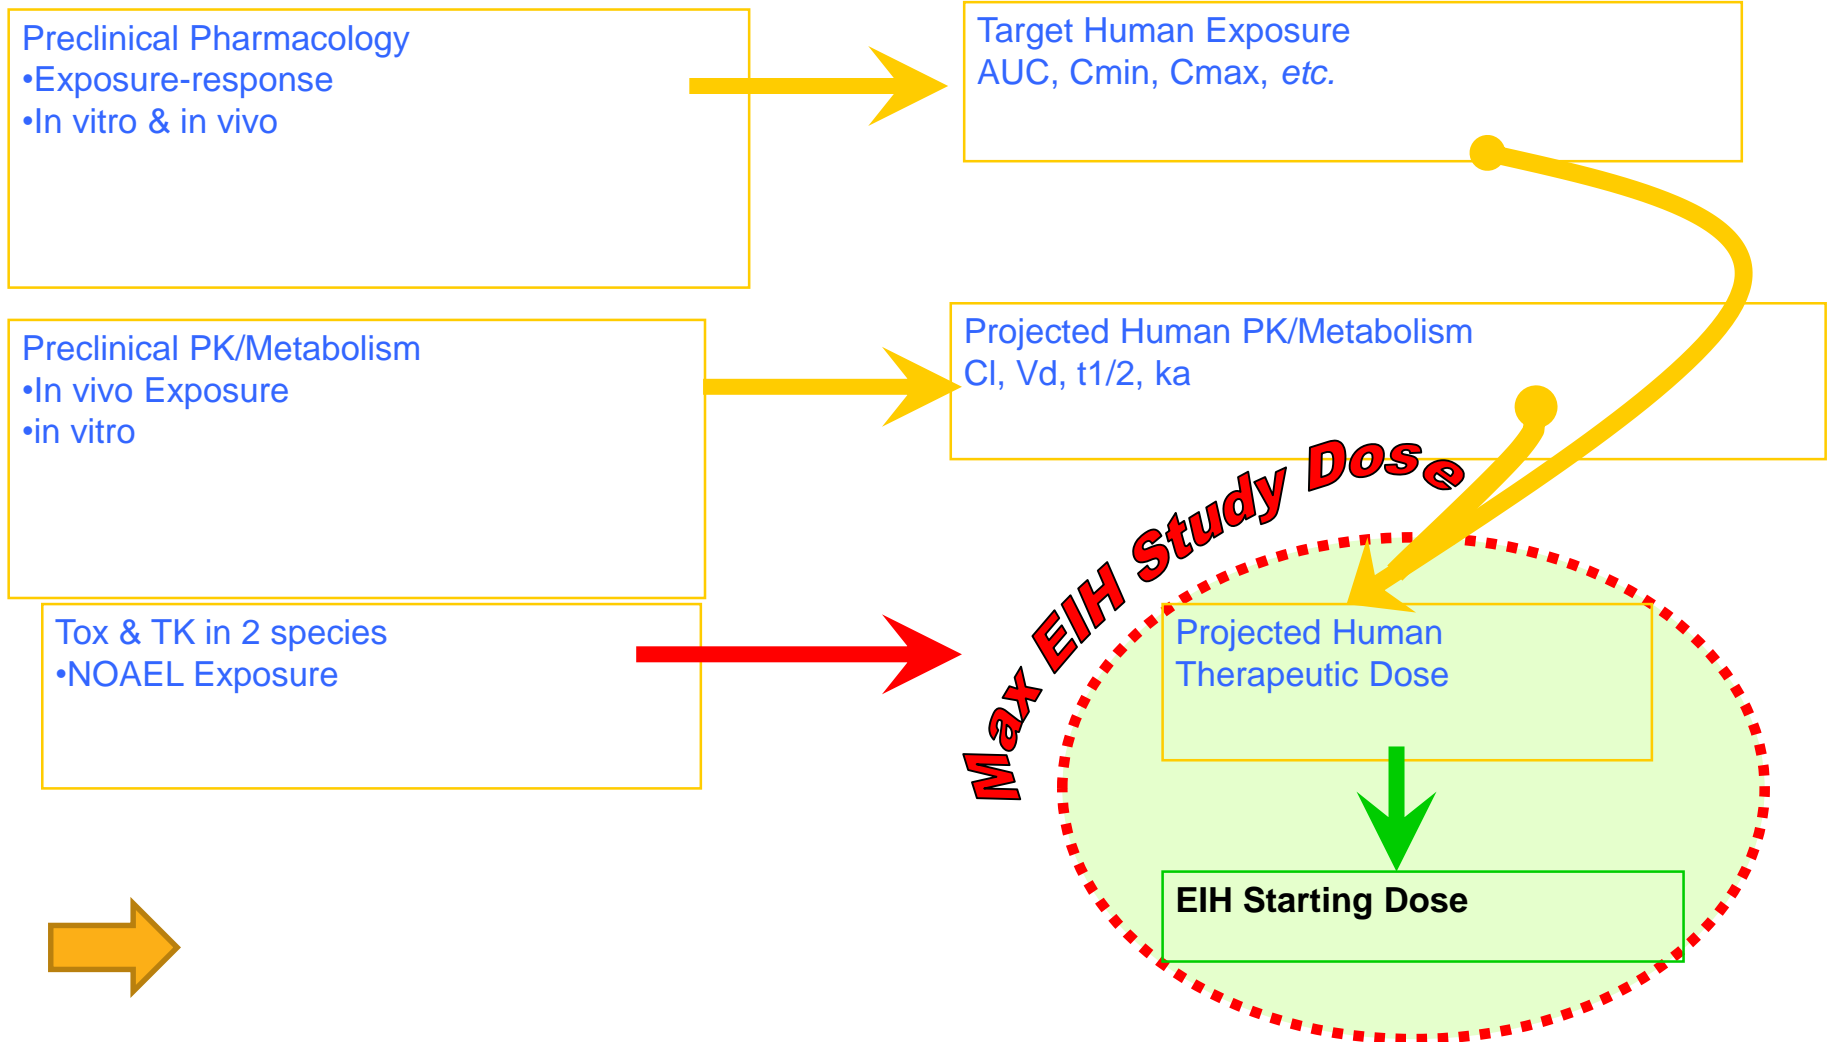 Preclinical Pharmacology
•Exposure-response
•In vitro & in vivo
Target Human Exposure
AUC, Cmin, Cmax, etc.
Preclinical PK/Metabolism
•In vivo Exposure
•in vitro
Projected Human PK/Metabolism
Cl, Vd, t1/2, ka
Tox & TK in 2 species
•NOAEL Exposure
Max EIH Study Dose
Projected Human
Therapeutic Dose
EIH Starting Dose